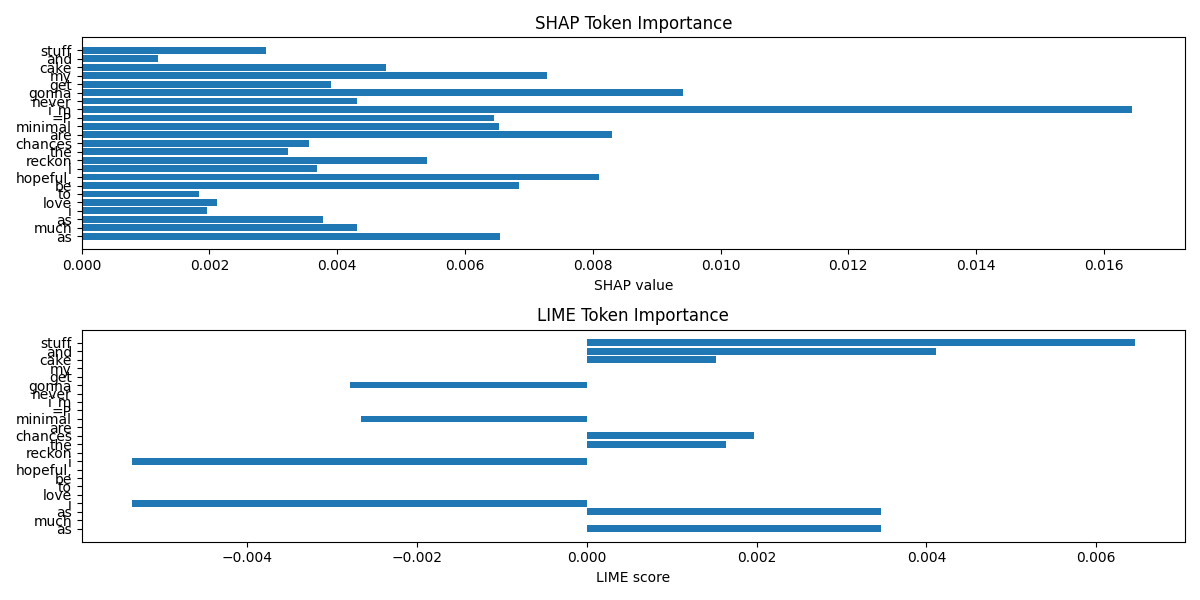 SHAP Token Importance
stuff
and
cake
my
get
gonna
never
i'm
=p
minimal
are
chances
the
reckon
i
hopeful,
be
to
love
i
as
much
as
0.000 0.002 0.004 0.006 0.008 0.010 0.012 0.014 0.016
SHAP value
LIME Token Importance
stuff
and
cake
my
get
gonna
never
i'm
=p
minimal
are
chances
the
reckon
i
hopeful,
be
to
love
i
as
much
as
−0.004 −0.002 0.000 0.002 0.004 0.006
LIME score